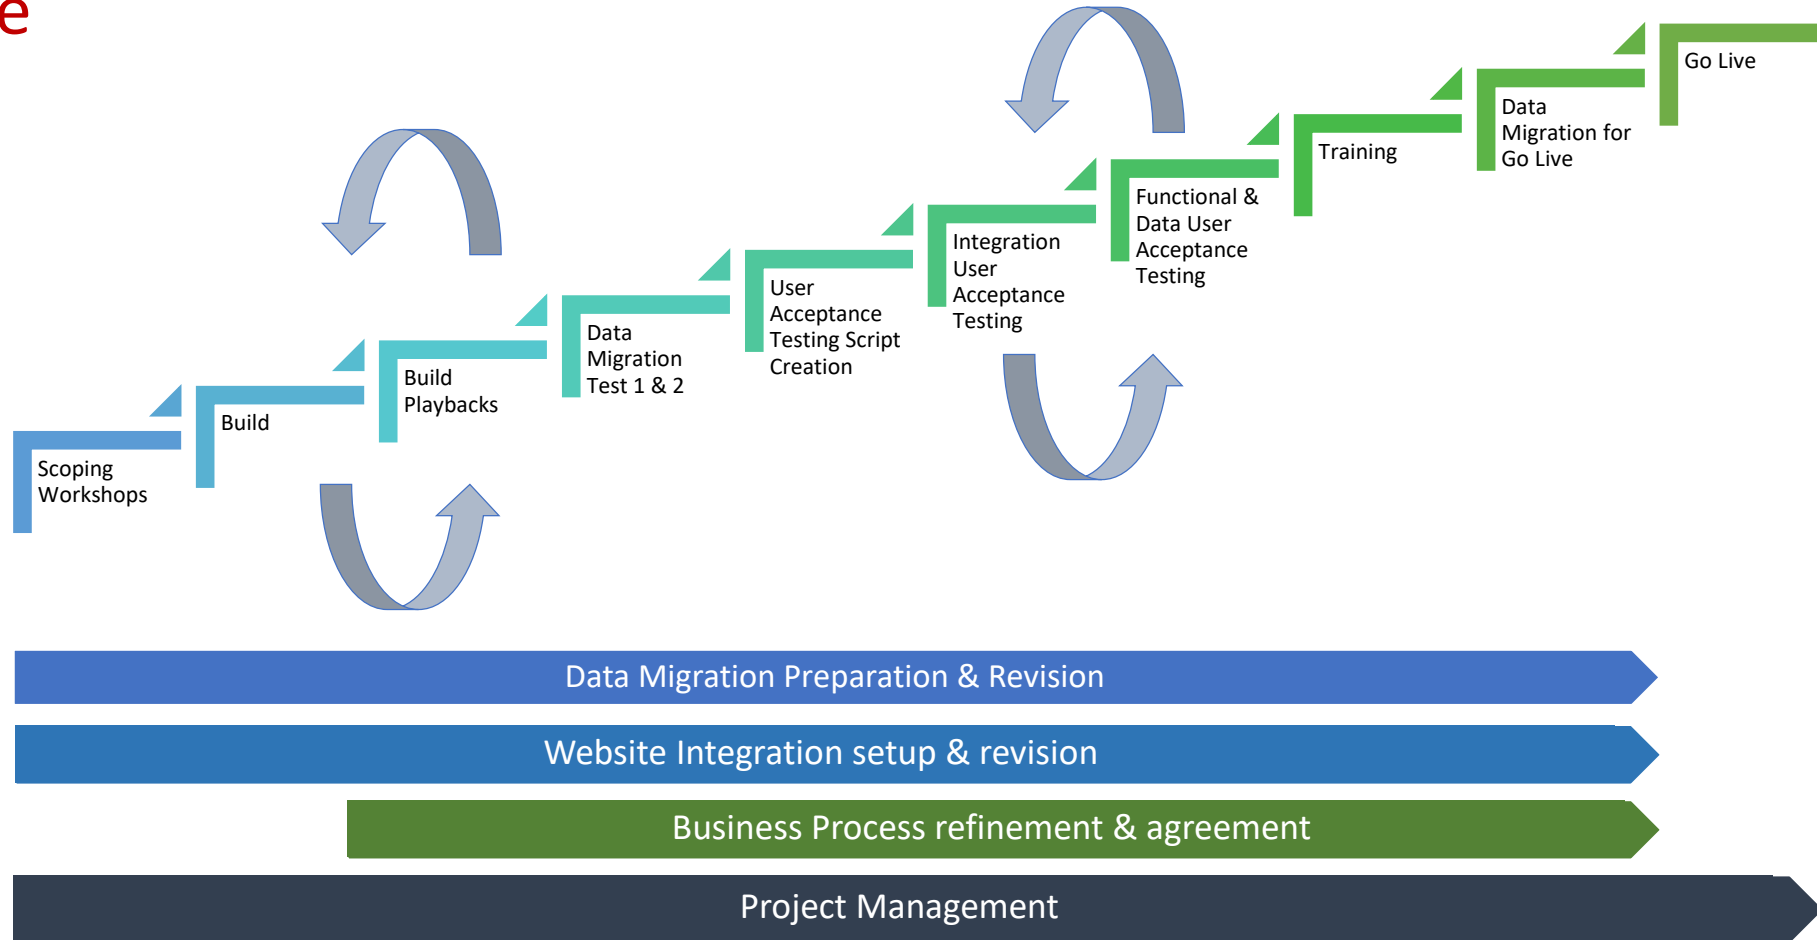 e
Scoping
Workshops
Build
Build
Playbacks
Data
Migration
Test 1 & 2
User
Acceptance
Testing Script
Creation
Integration
User
Acceptance
Testing
Functional &
Data User
Acceptance
Testing
Training
Data
Migration for
Go Live
Go Live
Data Migration Preparation & Revision
Website Integration setup & revision
Business Process refinement & agreement
Project Management